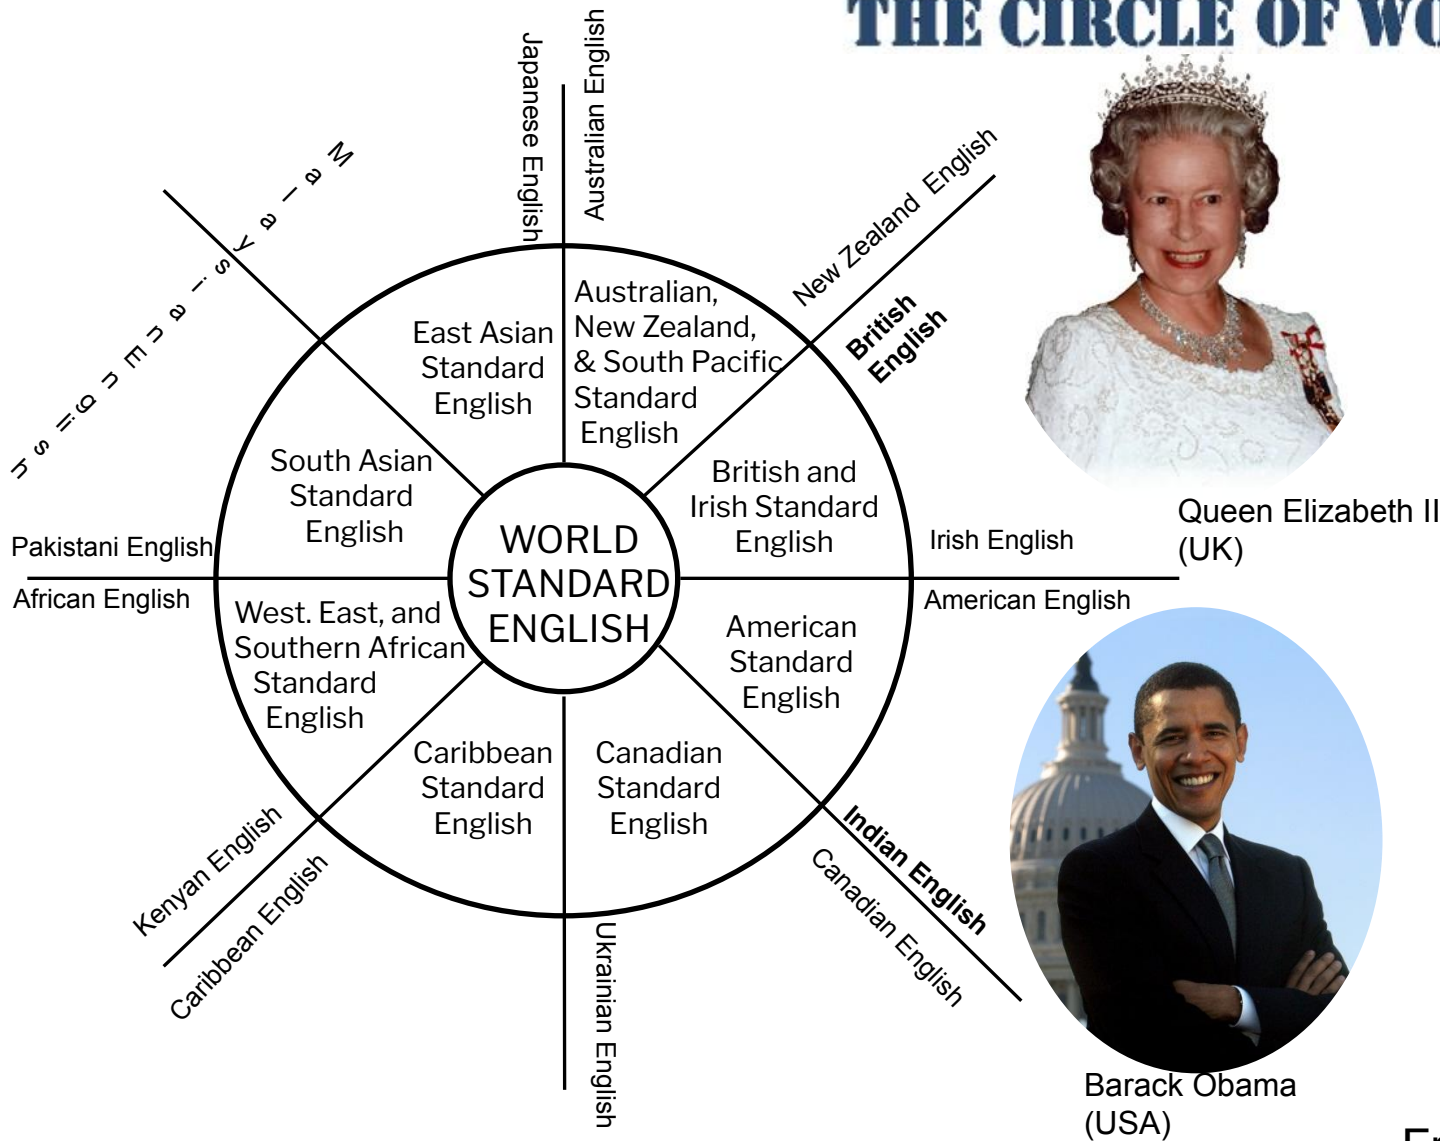 THE CIRCLE OF WO
Japanese English
Australian English
New Zealand English
British
English
Malaysian English
East Asian
Standard
English
Australian,
New Zealand,
& South Pacific
Standard
English
South Asian
Standard
English
British and
Irish Standard
English
Queen Elizabeth II
(UK)
WORLD
STANDARD
ENGLISH
Pakistani English
African English
Irish English
American English
West. East, and
Southern African
Standard
English
American
Standard
English
Caribbean
Standard
English
Canadian
Standard
English
Kenyan English
Caribbean English
Ukrainian English
Indian English
Canadian English
Barack Obama
(USA)